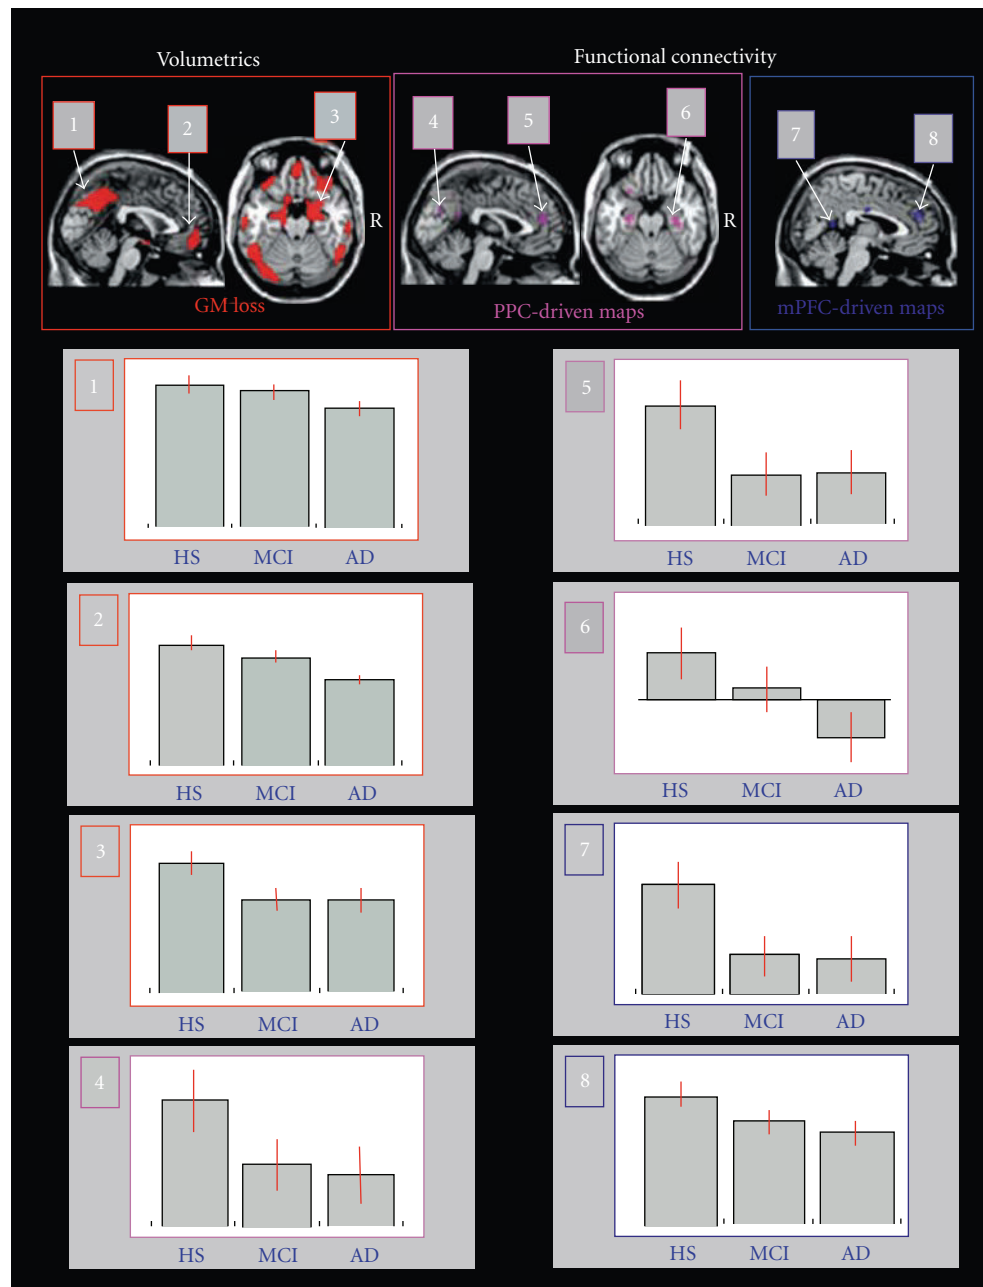 Volumetrics
Functional connectivity
1
2
3
4
5
6
7
8
R
R
GM loss
PPC-driven maps
mPFC-driven maps
1
HS MCI AD
5
HS MCI AD
2
HS MCI AD
6
HS MCI AD
3
HS MCI AD
7
HS MCI AD
4
HS MCI AD
8
HS MCI AD